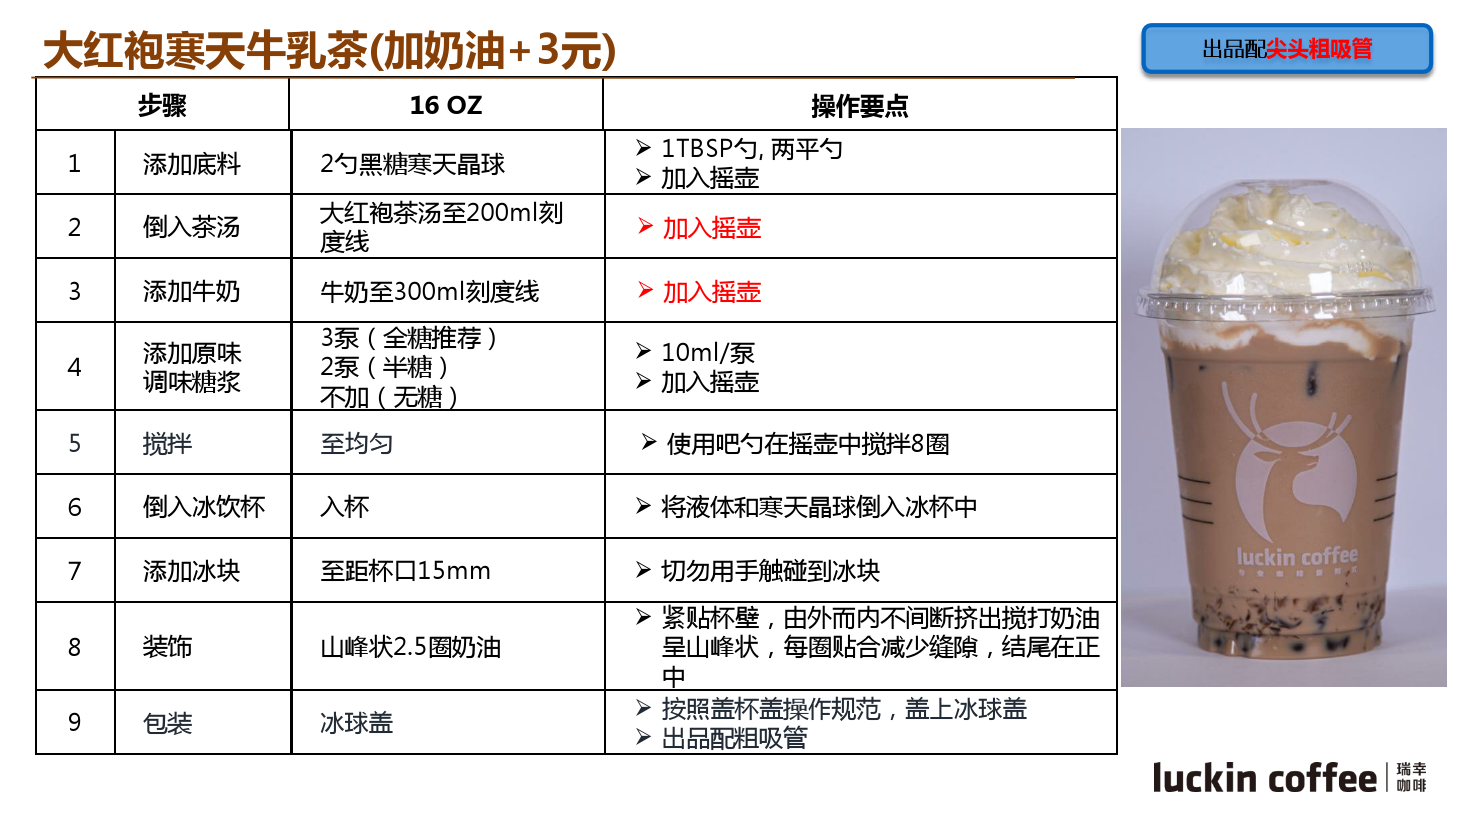 大红袍寒天牛乳茶(加奶油+3元)
出品配尖头粗吸管
步骤 16 OZ 操作要点
1 添加底料 2勺黑糖寒天晶球 ➢ 1TBSP勺, 两平勺
➢ 加入摇壶
2 倒入茶汤 大红袍茶汤至200ml刻
度线 ➢ 加入摇壶
3 添加牛奶 牛奶至300ml刻度线 ➢ 加入摇壶
4 添加原味
调味糖浆 3泵（全糖推荐）
2泵（半糖）
不加（无糖） ➢ 10ml/泵
➢ 加入摇壶
5 搅拌 至均匀 ➢ 使用吧勺在摇壶中搅拌8圈
6 倒入冰饮杯 入杯 ➢ 将液体和寒天晶球倒入冰杯中
7 添加冰块 至距杯口15mm ➢ 切勿用手触碰到冰块
8 装饰 山峰状2.5圈奶油 ➢ 紧贴杯壁，由外而内不间断挤出搅打奶油
呈山峰状，每圈贴合减少缝隙，结尾在正
中
9 包装 冰球盖 ➢ 按照盖杯盖操作规范，盖上冰球盖
➢ 出品配粗吸管
luckin coffee
luckin coffee 瑞幸
咖啡